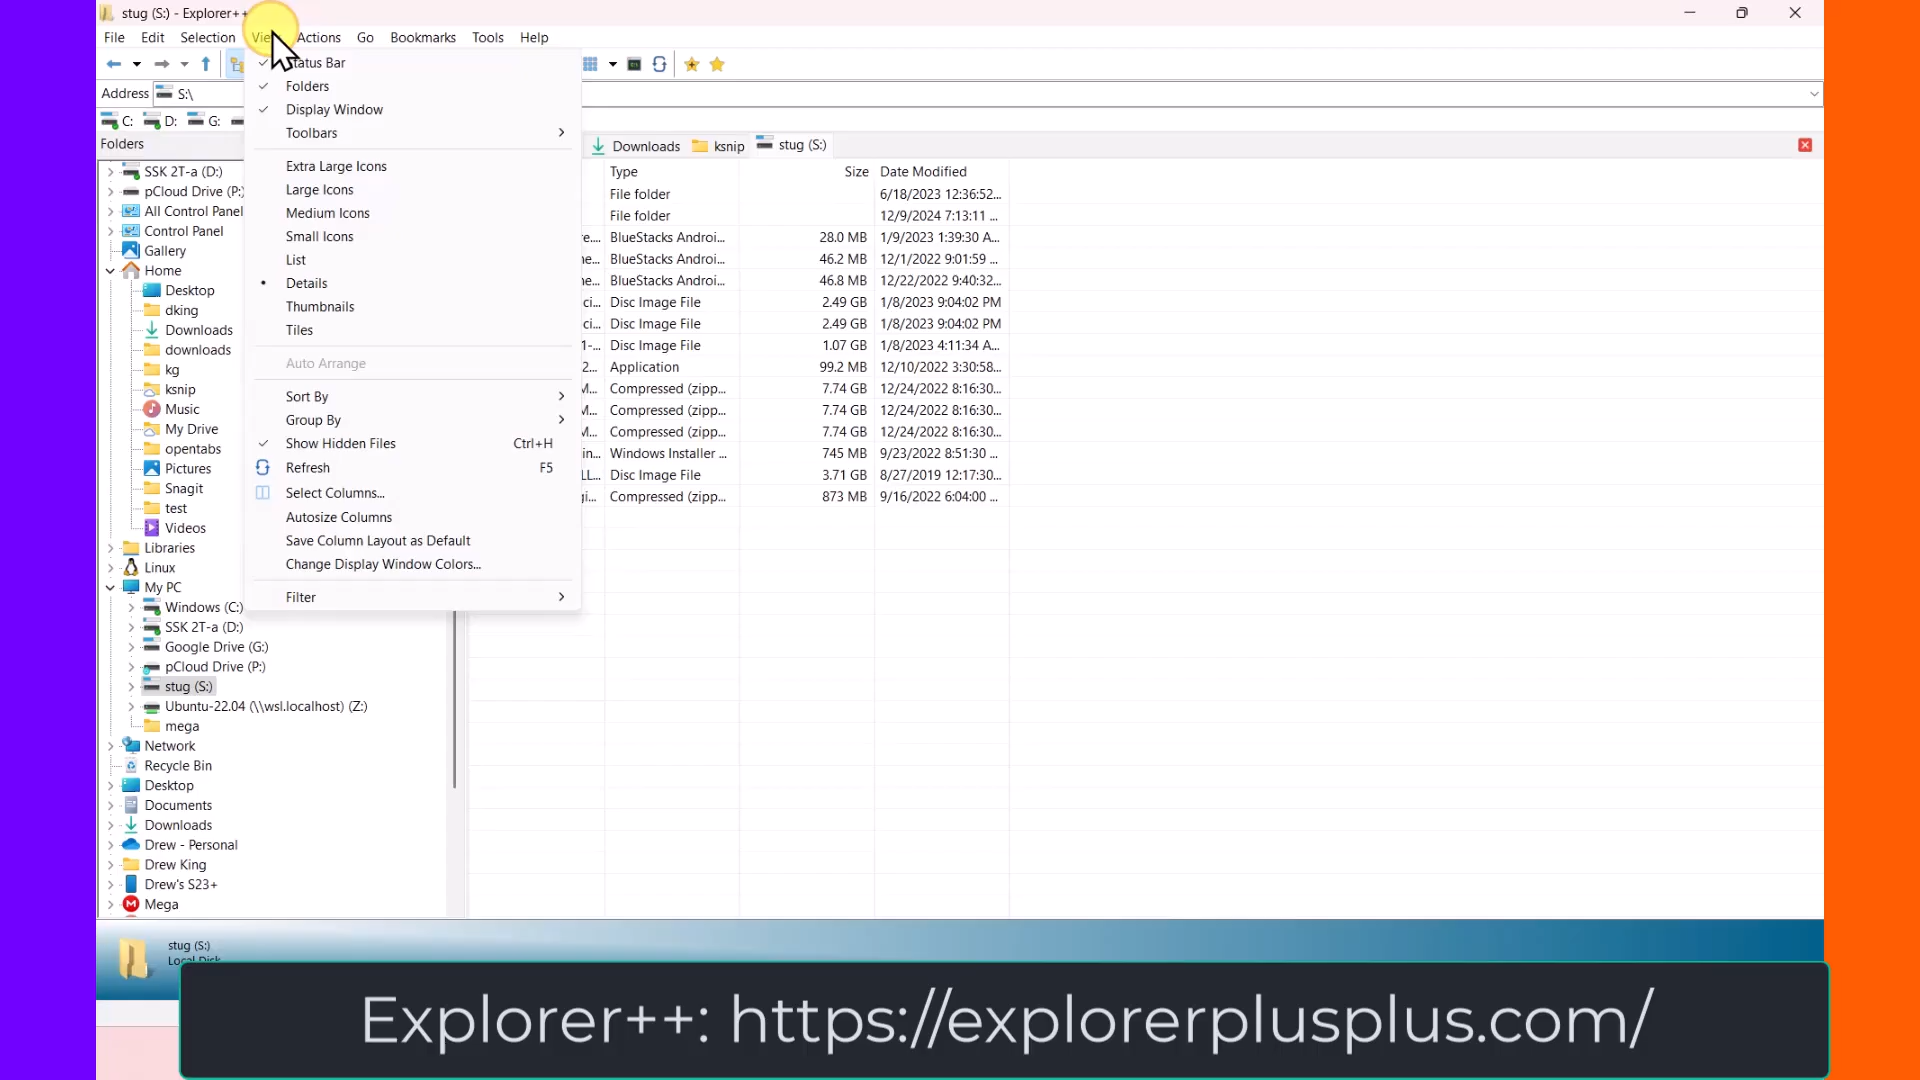 stug (S:) - Explorer++
File Edit Selection View Actions Go Bookmarks Tools Help
Address S:\
C: D: G:
Folders
SSK 2T-a (D:)
pCloud Drive (P:)
All Control Panel
Control Panel
Gallery
Home
Desktop
dking
Downloads
downloads
kg
ksnip
Music
My Drive
opentabs
Pictures
Snagit
test
Videos
Libraries
Linux
My PC
Windows (C:)
SSK 2T-a (D:)
Google Drive (G:)
pCloud Drive (P:)
stug (S:)
Ubuntu-22.04 (\\wsl.localhost) (Z:)
mega
Network
Recycle Bin
Desktop
Documents
Downloads
Drew - Personal
Drew King
Drew's S23+
Mega
Status Bar
Folders
Display Window
Toolbars
Extra Large Icons
Large Icons
Medium Icons
Small Icons
List
Details
Thumbnails
Tiles
Auto Arrange
Sort By
Group By
Show Hidden Files Ctrl+H
Refresh F5
Select Columns...
Autosize Columns
Save Column Layout as Default
Change Display Window Colors...
Filter
Downloads ksnip stug (S:)
Type Size Date Modified
File folder 6/18/2023 12:36:52...
File folder 12/9/2024 7:13:11 ...
re... BlueStacks Androi... 28.0 MB 1/9/2023 1:39:30 A...
ne... BlueStacks Androi... 46.2 MB 12/1/2022 9:01:59 ...
ne... BlueStacks Androi... 46.8 MB 12/22/2022 9:40:32...
ci... Disc Image File 2.49 GB 1/8/2023 9:04:02 PM
ci... Disc Image File 2.49 GB 1/8/2023 9:04:02 PM
1-... Disc Image File 1.07 GB 1/8/2023 4:11:34 A...
2... Application 99.2 MB 12/10/2022 3:30:58...
M... Compressed (zipp... 7.74 GB 12/24/2022 8:16:30...
M... Compressed (zipp... 7.74 GB 12/24/2022 8:16:30...
M... Compressed (zipp... 7.74 GB 12/24/2022 8:16:30...
in... Windows Installer ... 745 MB 9/23/2022 8:51:30 ...
LL... Disc Image File 3.71 GB 8/27/2019 12:17:30...
gi... Compressed (zipp... 873 MB 9/16/2022 6:04:00 ...
stug (S:)
Local Disk
Explorer++: https://explorerplusplus.com/